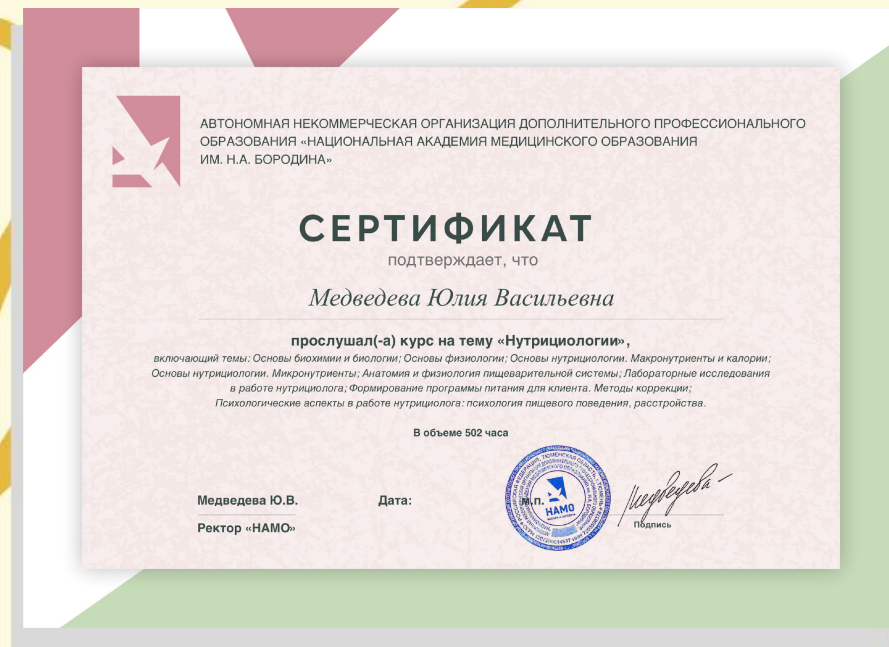 АВТОНОМНАЯ НЕКОММЕРЧЕСКАЯ ОРГАНИЗАЦИЯ ДОПОЛНИТЕЛЬНОГО ПРОФЕССИОНАЛЬНОГО
ОБРАЗОВАНИЯ «НАЦИОНАЛЬНАЯ АКАДЕМИЯ МЕДИЦИНСКОГО ОБРАЗОВАНИЯ
ИМ. Н.А. БОРОДИНА»
СЕРТИФИКАТ
подтверждает, что
Медведева Юлия Васильевна
прослушал(-а) курс на тему «Нутрициологии»,
включающий темы: Основы биохимии и биологии; Основы физиологии; Основы нутрициологии. Макронутриенты и калории;
Основы нутрициологии. Микронутриенты; Анатомия и физиология пищеварительной системы; Лабораторные исследования
в работе нутрициолога; Формирование программы питания для клиента. Методы коррекции;
Психологические аспекты в работе нутрициолога: психология пищевого поведения, расстройства.
В объеме 502 часа
Медведева Ю.В.
Дата:
м.п.
НАМО
Медведева
Ректор «НАМО»
Подпись